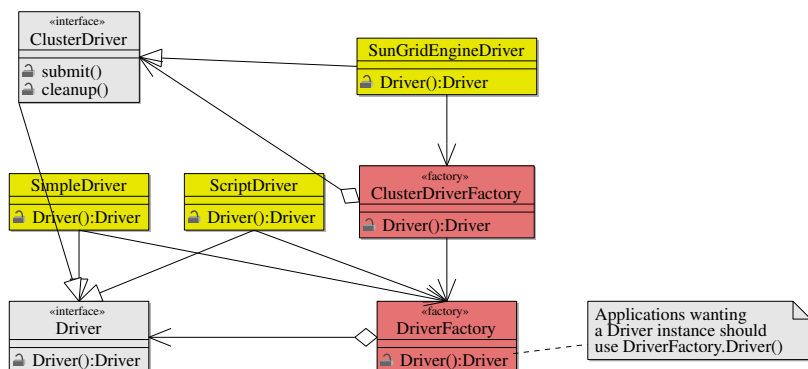 «interface»
ClusterDriver
submit()
cleanup()
SunGridEngineDriver
Driver():Driver
SimpleDriver
Driver():Driver
ScriptDriver
Driver():Driver
«factory»
ClusterDriverFactory
Driver():Driver
«interface»
Driver
Driver():Driver
«factory»
DriverFactory
Driver():Driver
Applications wanting
a Driver instance should
use DriverFactory.Driver()